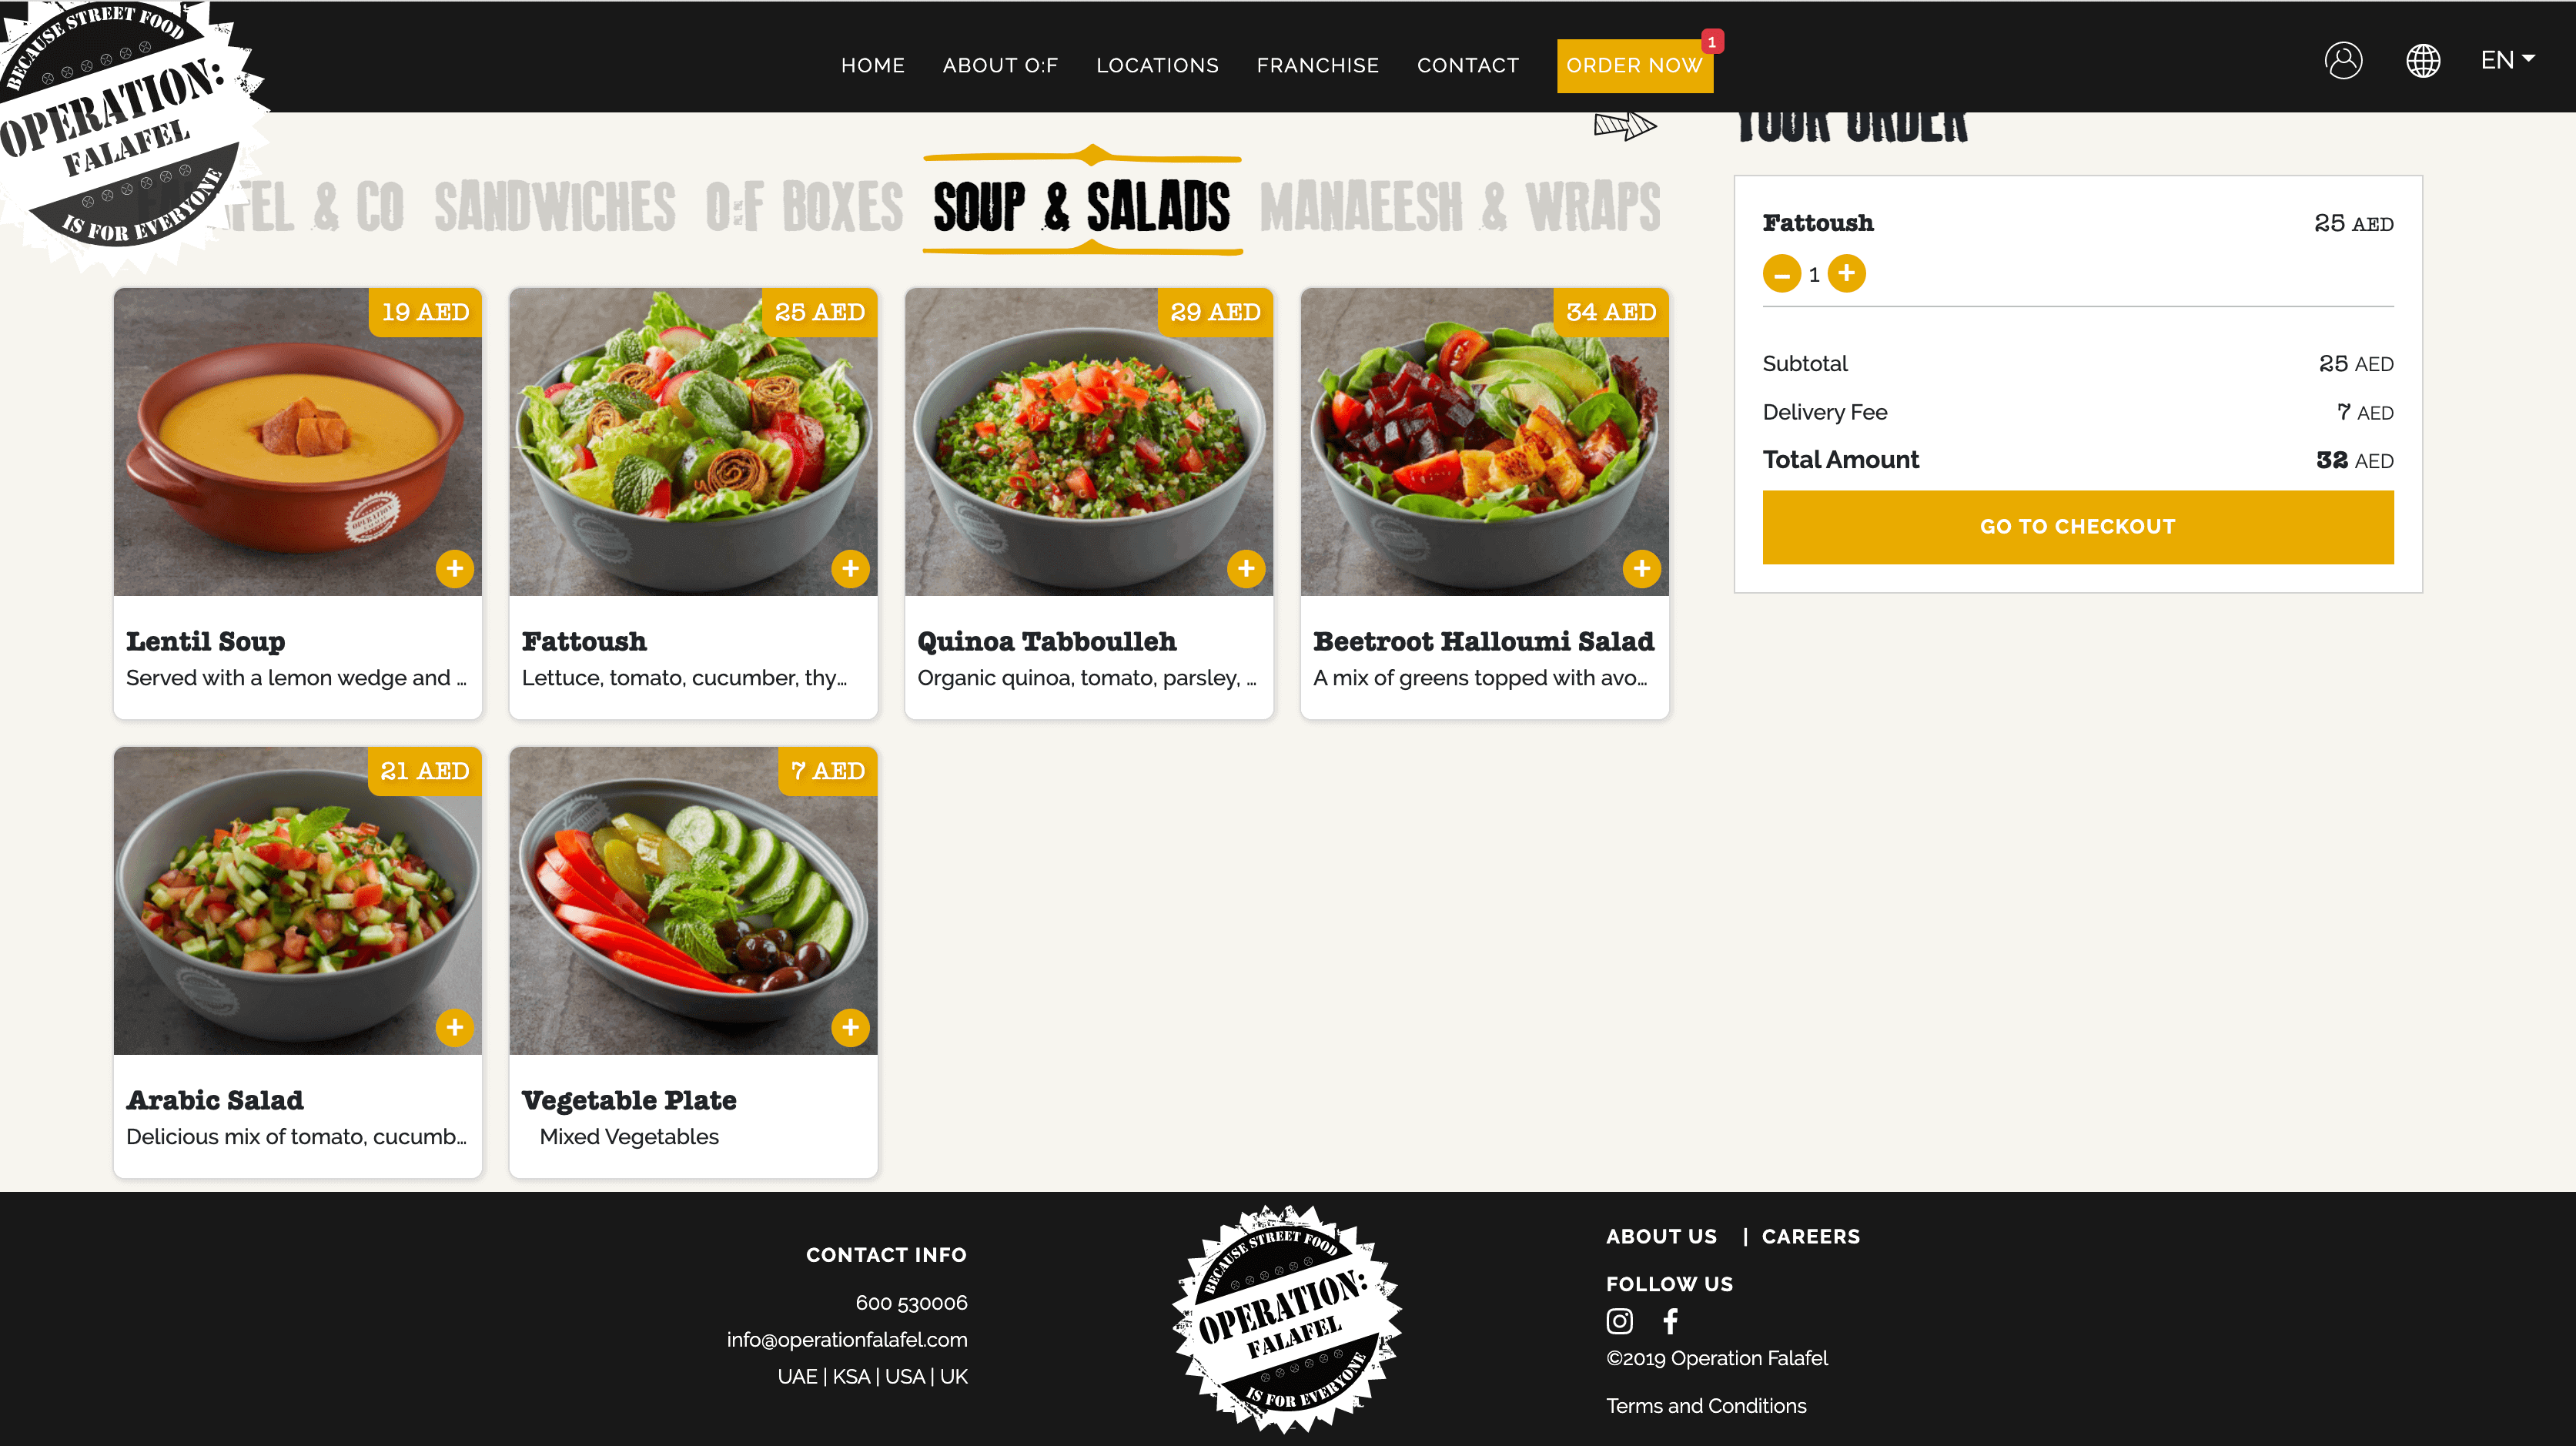 BECAUSE STREET FOOD
OPERATION:
FALAFEL
IS FOR EVERYONE
HOME
ABOUT O:F
LOCATIONS
FRANCHISE
CONTACT
ORDER NOW
1
EN
& CO
SANDWICHES
O:F BOXES
SOUP & SALADS
MANAEESH & WRAPS
YOUR ORDER
Fattoush
25 AED
1
Subtotal
25 AED
Delivery Fee
7 AED
Total Amount
32 AED
GO TO CHECKOUT
19 AED
Lentil Soup
Served with a lemon wedge and ...
25 AED
Fattoush
Lettuce, tomato, cucumber, thy...
29 AED
Quinoa Tabboulleh
Organic quinoa, tomato, parsley, ...
34 AED
Beetroot Halloumi Salad
A mix of greens topped with avo...
21 AED
Arabic Salad
Delicious mix of tomato, cucumb...
7 AED
Vegetable Plate
Mixed Vegetables
CONTACT INFO
600 530006
info@operationfalafel.com
UAE | KSA | USA | UK
BECAUSE STREET FOOD
OPERATION:
FALAFEL
IS FOR EVERYONE
ABOUT US | CAREERS
FOLLOW US
©2019 Operation Falafel
Terms and Conditions